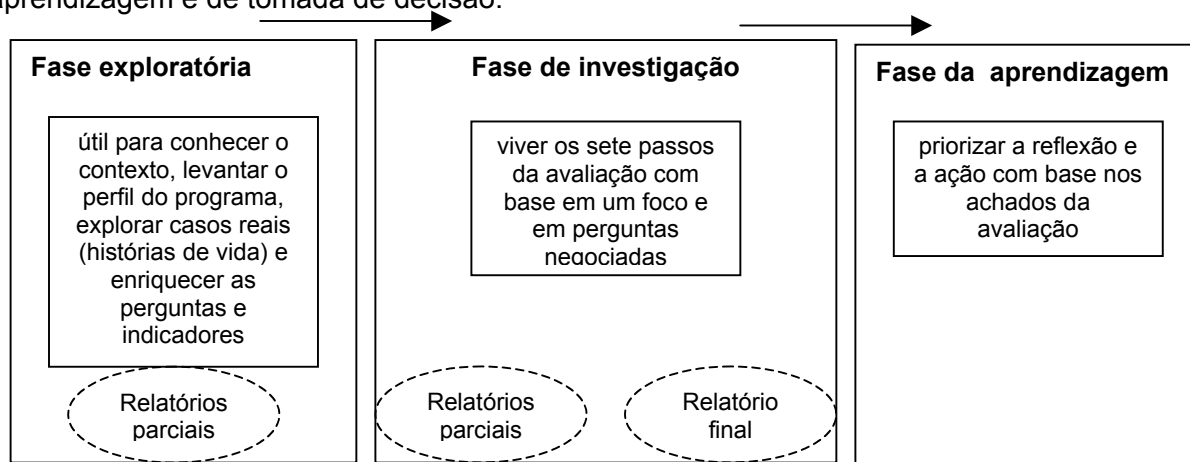 aprendizagem e de tomada de decisão.
Fase exploratória
útil para conhecer o
contexto, levantar o
perfil do programa,
explorar casos reais
(histórias de vida) e
enriquecer as
perguntas e
indicadores
Relatórios
parciais
Fase de investigação
viver os sete passos
da avaliação com
base em um foco e
em perguntas
negociadas
Relatórios
parciais
Relatório
final
Fase da aprendizagem
priorizar a reflexão e
a ação com base nos
achados da
avaliação